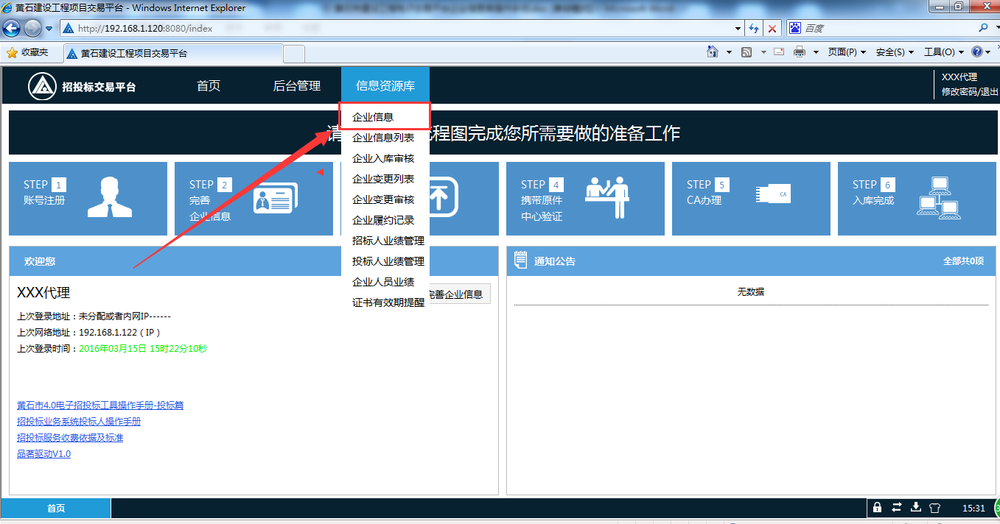 黄石建设工程项目交易平台 - Windows Internet Explorer
http://192.168.1.120:8080/index
百度
收藏夹
黄石建设工程项目交易平台
页面(P)
安全(S)
工具(O)
招投标交易平台
首页
后台管理
信息资源库
XXX代理
修改密码/退出
企业信息
企业信息列表
企业入库审核
企业变更列表
企业变更审核
企业履约记录
招标人业绩管理
投标人业绩管理
企业人员业绩
证书有效期提醒
请
程图完成您所需要做的准备工作
STEP 1
账号注册
STEP 2
完善
企业信息
STEP 4
携带原件
中心验证
STEP 5
CA办理
CA
STEP 6
入库完成
欢迎您
XXX代理
完善企业信息
上次登录地址：未分配或者内网IP------
上次网络地址：192.168.1.122（IP）
上次登录时间：2016年03月15日 15时22分10秒
黄石市4.0电子招投标工具操作手册-投标篇
招投标业务系统投标人操作手册
招投标服务收费依据及标准
品茗驱动V1.0
通知公告
全部共0项
无数据
首页
15:31